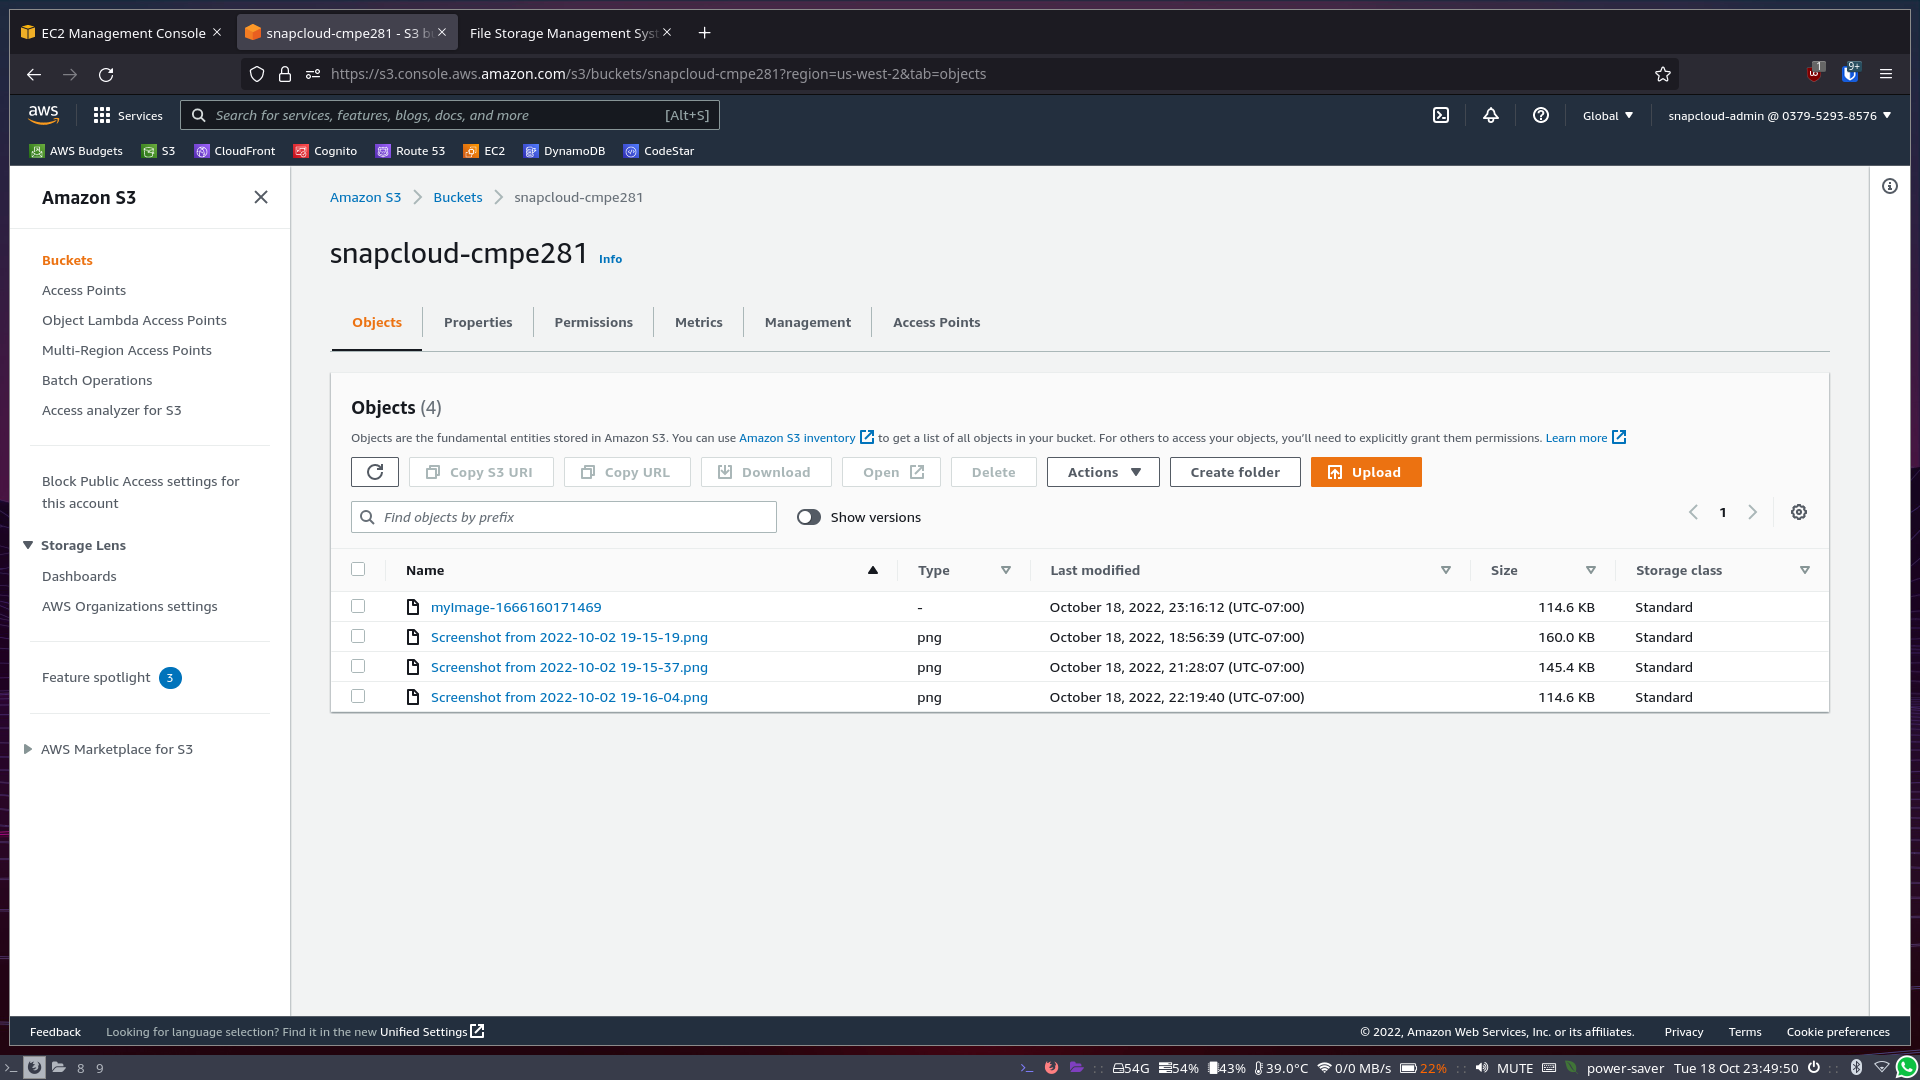 EC2 Management Console
snapcloud-cmpe281 - S3 b
File Storage Management Syst
https://s3.console.aws.amazon.com/s3/buckets/snapcloud-cmpe281?region=us-west-2&tab=objects
1
9+
aws
Services
Search for services, features, blogs, docs, and more
[Alt+S]
Global
snapcloud-admin @ 0379-5293-8576
AWS Budgets
S3
CloudFront
Cognito
Route 53
EC2
DynamoDB
CodeStar
Amazon S3
Buckets
Access Points
Object Lambda Access Points
Multi-Region Access Points
Batch Operations
Access analyzer for S3
Block Public Access settings for
this account
Storage Lens
Dashboards
AWS Organizations settings
Feature spotlight 3
AWS Marketplace for S3
Amazon S3
Buckets
snapcloud-cmpe281
snapcloud-cmpe281 Info
Objects
Properties
Permissions
Metrics
Management
Access Points
Objects (4)
Objects are the fundamental entities stored in Amazon S3. You can use Amazon S3 inventory to get a list of all objects in your bucket. For others to access your objects, you'll need to explicitly grant them permissions. Learn more
Copy S3 URI
Copy URL
Download
Open
Delete
Actions
Create folder
Upload
Find objects by prefix
Show versions
1
Name Type Last modified Size Storage class
myImage-1666160171469 - October 18, 2022, 23:16:12 (UTC-07:00) 114.6 KB Standard
Screenshot from 2022-10-02 19-15-19.png png October 18, 2022, 18:56:39 (UTC-07:00) 160.0 KB Standard
Screenshot from 2022-10-02 19-15-37.png png October 18, 2022, 21:28:07 (UTC-07:00) 145.4 KB Standard
Screenshot from 2022-10-02 19-16-04.png png October 18, 2022, 22:19:40 (UTC-07:00) 114.6 KB Standard
Feedback
Looking for language selection? Find it in the new Unified Settings
© 2022, Amazon Web Services, Inc. or its affiliates.
Privacy
Terms
Cookie preferences
8 9
54G 54% 43% 39.0°C 0/0 MB/s 22% MUTE power-saver Tue 18 Oct 23:49:50